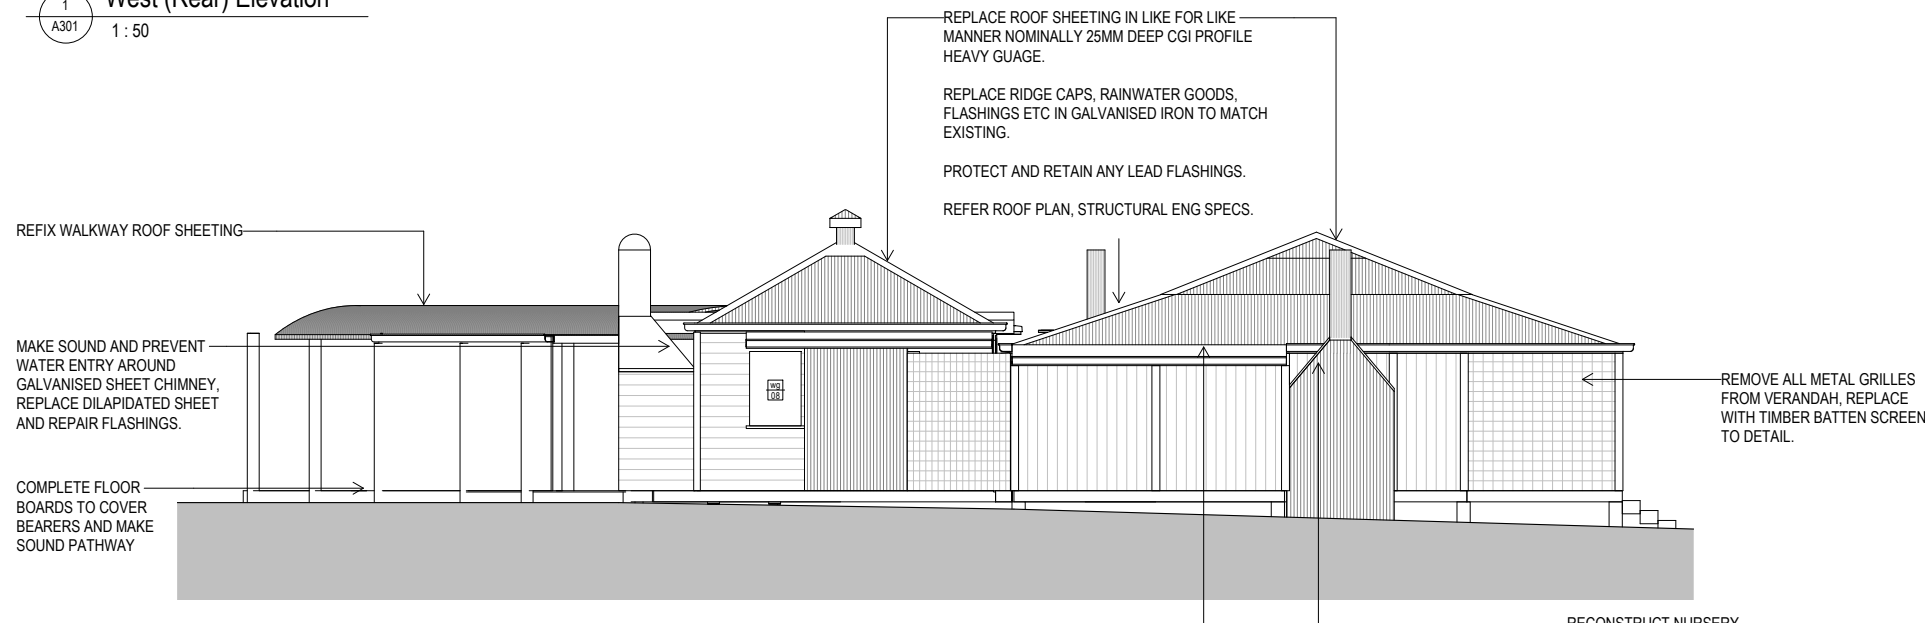 1
A301
West (Rear) Elevation
1 : 50
REPLACE ROOF SHEETING IN LIKE FOR LIKE
MANNER NOMINALLY 25MM DEEP CGI PROFILE
HEAVY GUAGE.
REPLACE RIDGE CAPS, RAINWATER GOODS,
FLASHINGS ETC IN GALVANISED IRON TO MATCH
EXISTING.
PROTECT AND RETAIN ANY LEAD FLASHINGS.
REFER ROOF PLAN, STRUCTURAL ENG SPECS.
REFIX WALKWAY ROOF SHEETING
MAKE SOUND AND PREVENT
WATER ENTRY AROUND
GALVANISED SHEET CHIMNEY,
REPLACE DILAPIDATED SHEET
AND REPAIR FLASHINGS.
wg
08
REMOVE ALL METAL GRILLES
FROM VERANDAH, REPLACE
WITH TIMBER BATTEN SCREEN
TO DETAIL.
COMPLETE FLOOR
BOARDS TO COVER
BEARERS AND MAKE
SOUND PATHWAY
RECONSTRUCT NURSERY